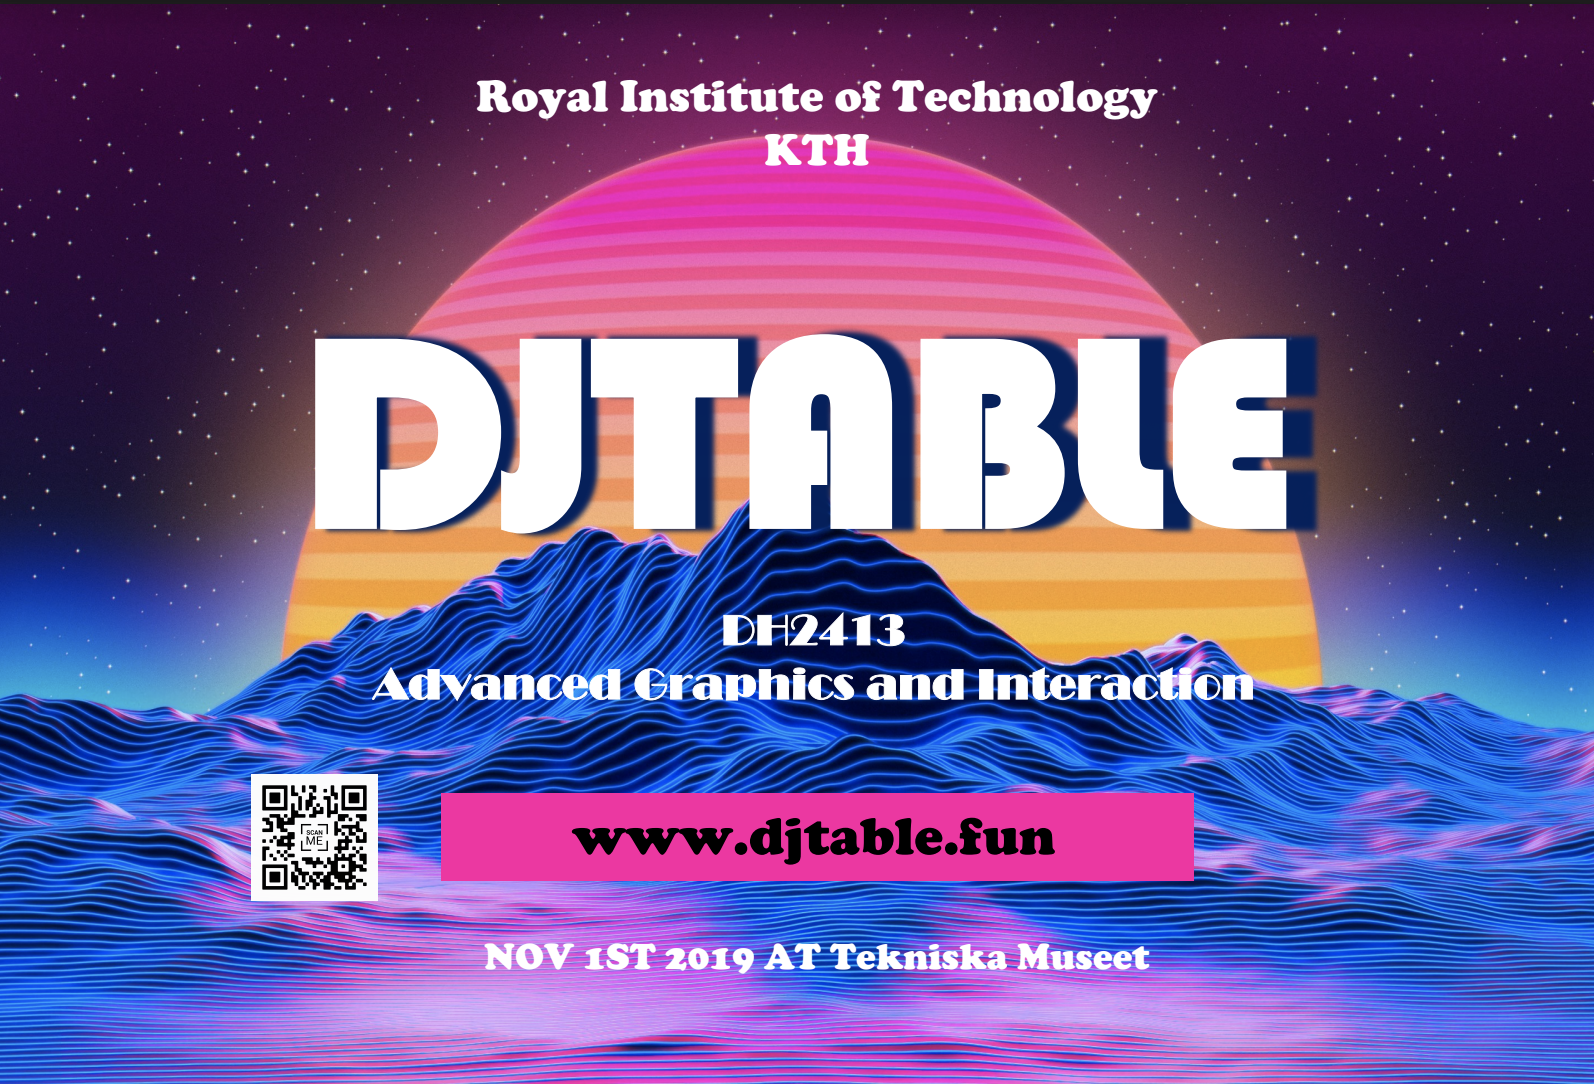 Royal Institute of Technology
KTH
DJTABLE
DH2413
Advanced Graphics and Interaction
SCAN
ME
www.djtable.fun
NOV 1ST 2019 AT Tekniska Museet